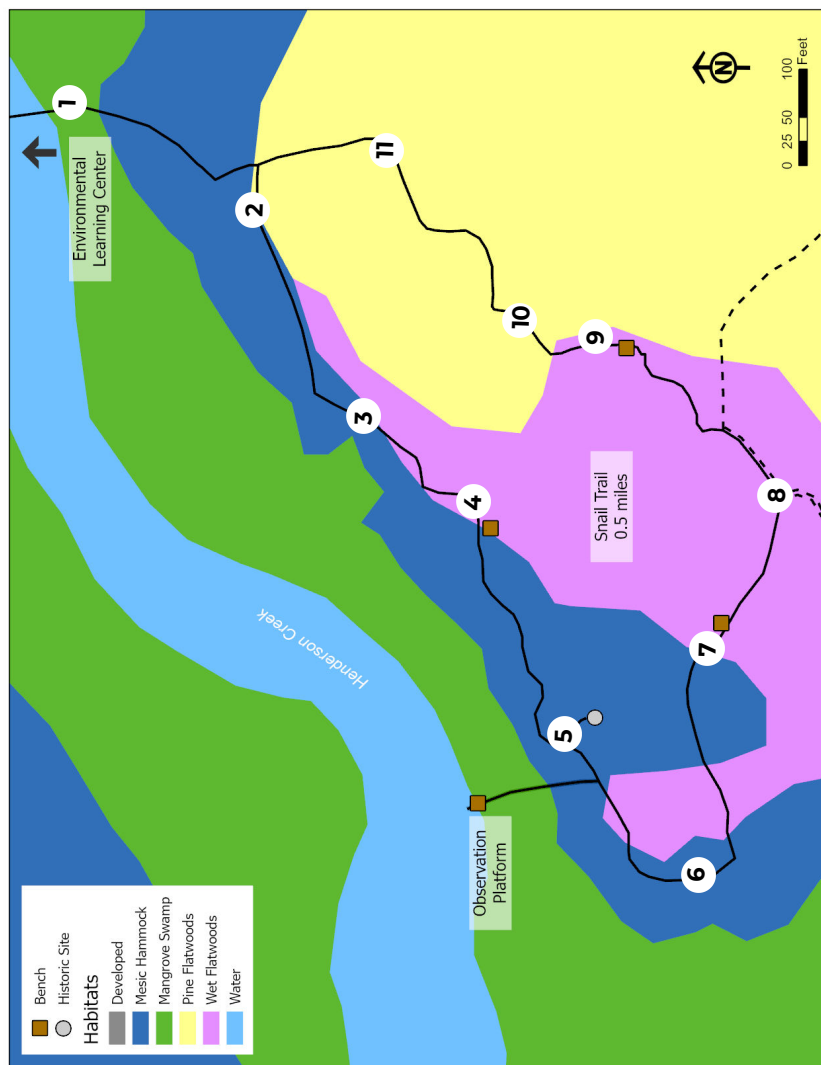 Bench
Historic Site
Habitats
Developed
Mesic Hammock
Mangrove Swamp
Pine Flatwoods
Wet Flatwoods
Water
Observation
Platform
Henderson Creek
Environmental
Learning Center
Snail Trail
0.5 miles
1
2
3
4
5
6
7
8
9
10
11
N
0 25 50 100
Feet